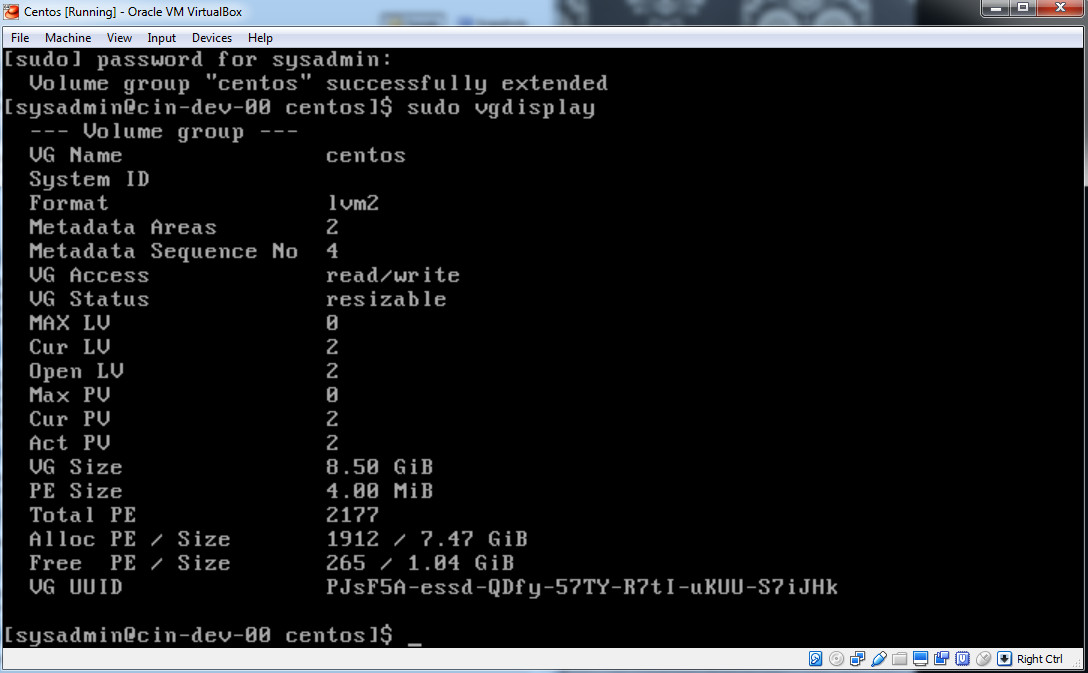 Centos [Running] - Oracle VM VirtualBox
File Machine View Input Devices Help
[sudo] password for sysadmin:
Volume group "centos" successfully extended
[sysadmin@cin-dev-00 centos]$ sudo vgdisplay
--- Volume group ---
VG Name centos
System ID
Format lvm2
Metadata Areas 2
Metadata Sequence No 4
VG Access read/write
VG Status resizable
MAX LV 0
Cur LV 2
Open LV 2
Max PV 0
Cur PV 2
Act PV 2
VG Size 8.50 GiB
PE Size 4.00 MiB
Total PE 2177
Alloc PE / Size 1912 / 7.47 GiB
Free PE / Size 265 / 1.04 GiB
VG UUID PJsF5A-essd-QDfy-57TY-R7tI-uKUU-S7iJHk
[sysadmin@cin-dev-00 centos]$ _
Right Ctrl